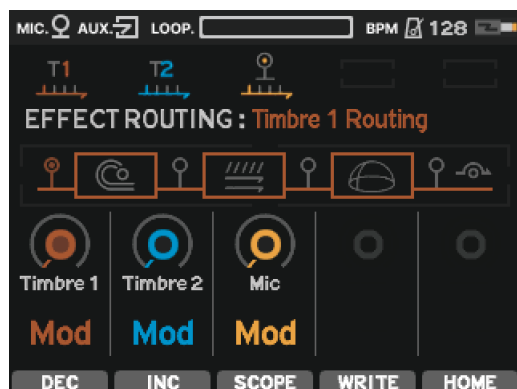 MIC. AUX. LOOP. BPM 128
T1 T2
EFFECT ROUTING : Timbre 1 Routing
Timbre 1 Timbre 2 Mic
Mod Mod Mod
DEC INC SCOPE WRITE HOME